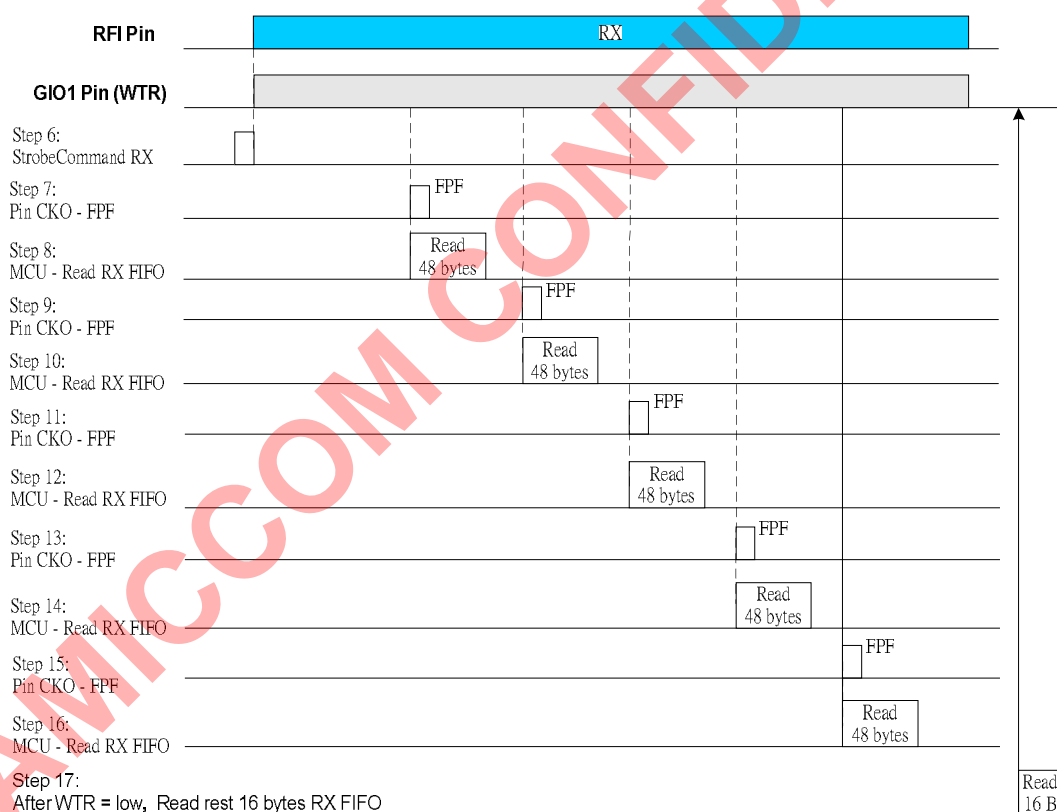 RFI Pin
RX
GIO1 Pin (WTR)
Step 6:
StrobeCommand RX
Step 7:
Pin CKO - FPF
FPF
Step 8:
MCU - Read RX FIFO
Read
48 bytes
Step 9:
Pin CKO - FPF
FPF
Step 10:
MCU - Read RX FIFO
Read
48 bytes
Step 11:
Pin CKO - FPF
FPF
Step 12:
MCU - Read RX FIFO
Read
48 bytes
Step 13:
Pin CKO - FPF
FPF
Step 14:
MCU - Read RX FIFO
Read
48 bytes
Step 15:
Pin CKO - FPF
FPF
Step 16:
MCU - Read RX FIFO
Read
48 bytes
Step 17:
After WTR = low, Read rest 16 bytes RX FIFO
Read
16 B
AMICCOM CONFID